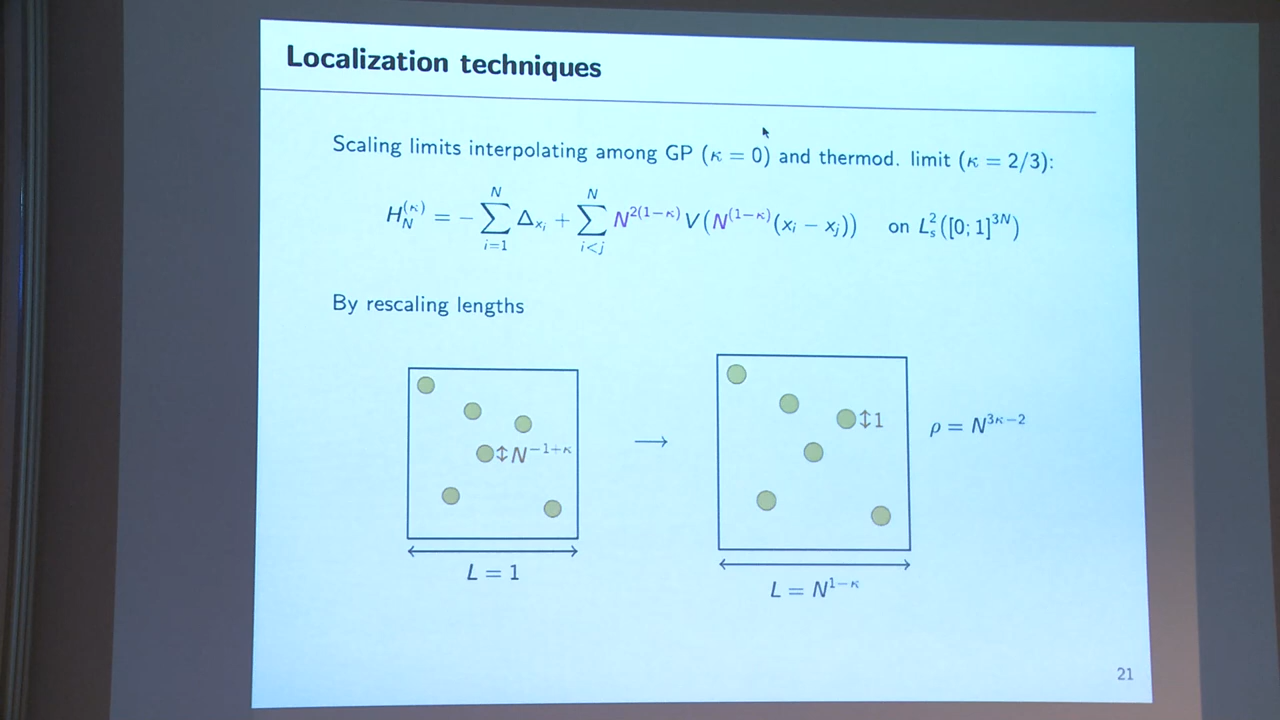 Localization techniques
Scaling limits interpolating among GP (κ = 0) and thermod. limit (κ = 2/3):
H_N^{(κ)} = − ∑_{i=1}^{N} Δ_{x_i} + ∑_{i<j}^{N} N^{2(1−κ)} V(N^{(1−κ)}(x_i − x_j)) on L_s^2([0; 1]^{3N})
By rescaling lengths
↕N^{−1+κ}
L = 1
⟶
↕1
L = N^{1−κ}
ρ = N^{3κ−2}
21